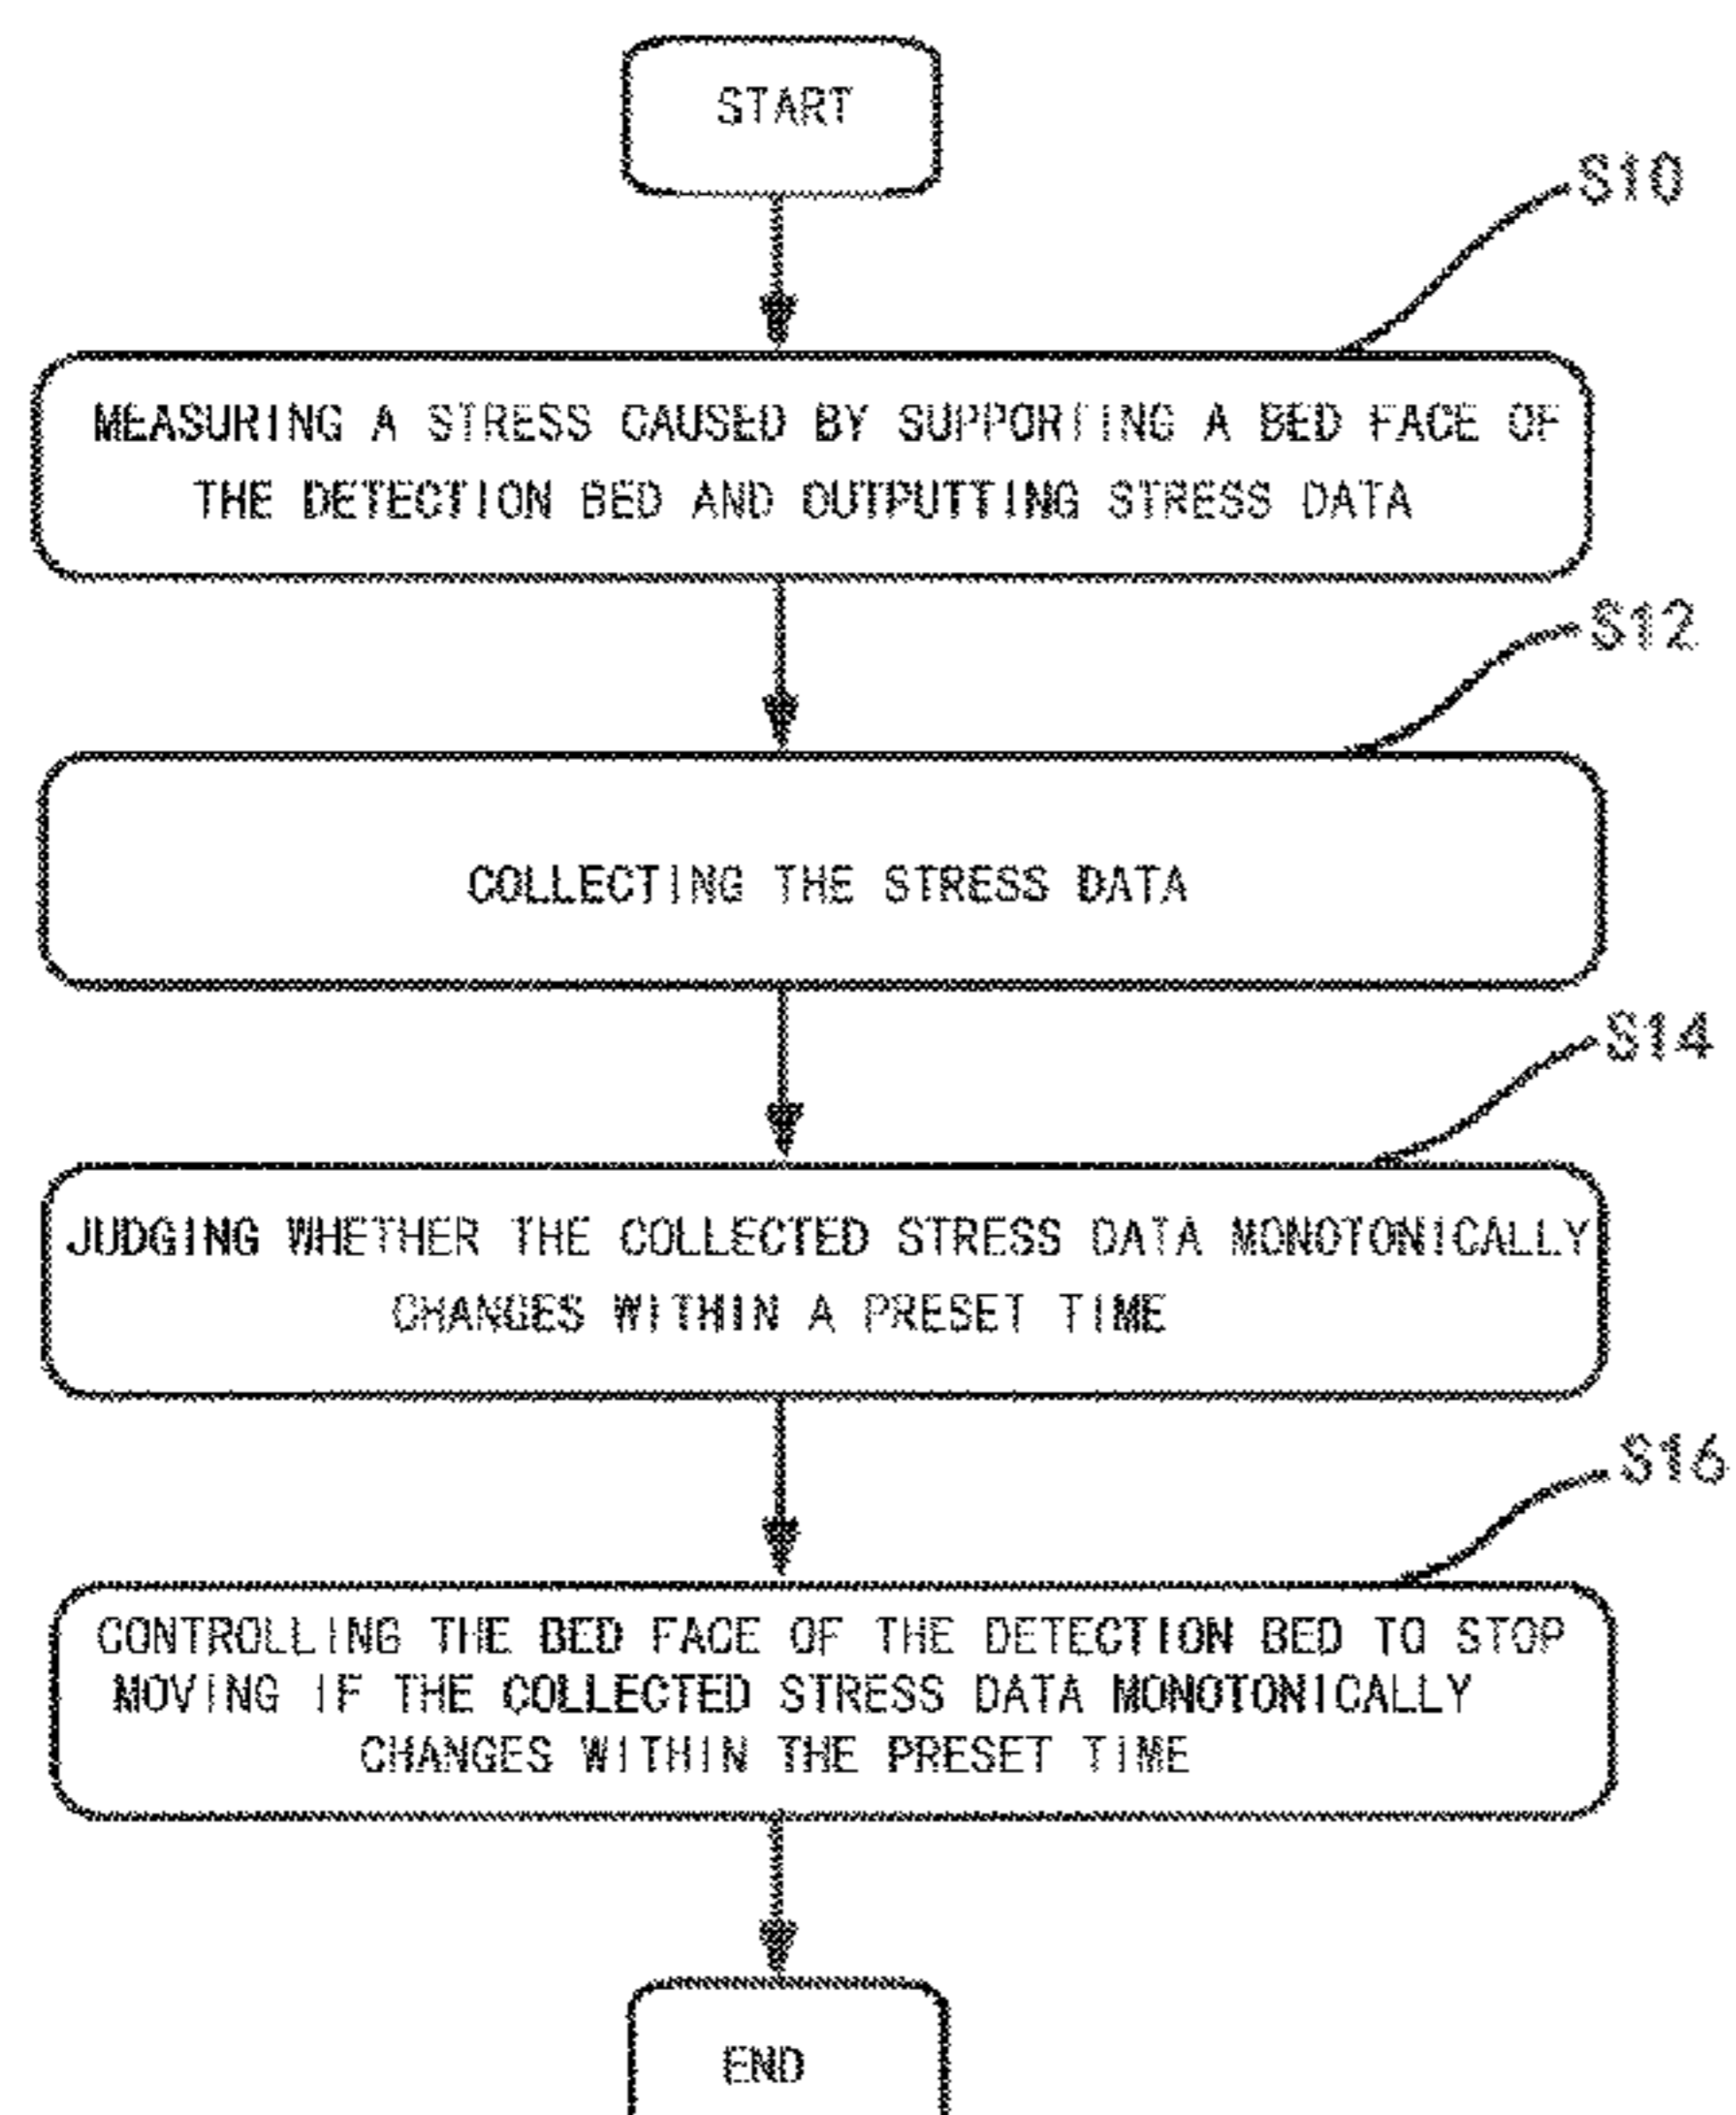 START
S10
MEASURING A STRESS CAUSED BY SUPPORTING A BED FACE OF
THE DETECTION BED AND OUTPUTTING STRESS DATA
S12
COLLECTING THE STRESS DATA
S14
JUDGING WHETHER THE COLLECTED STRESS DATA MONOTONICALLY
CHANGES WITHIN A PRESET TIME
S16
CONTROLLING THE BED FACE OF THE DETECTION BED TO STOP
MOVING IF THE COLLECTED STRESS DATA MONOTONICALLY
CHANGES WITHIN THE PRESET TIME
END